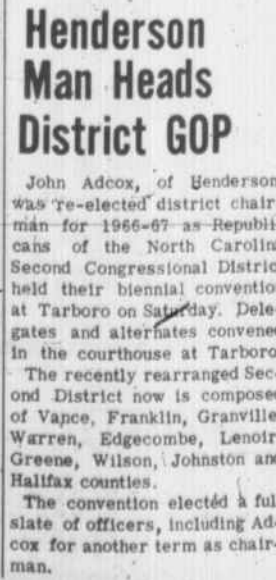 Henderson
Man Heads
District GOP
John Adcox, of Henderson
was re-elected district chair
man for 1966-67 as Republi
cans of the North Carolin
Second Congressional Distric
held their biennial conventio
at Tarboro on Saturday. Dele
gates and alternates convene
in the courthouse at Tarboro
The recently rearranged Sec
ond District now is compose
of Vance, Franklin, Granville
Warren, Edgecombe, Lenoir
Greene, Wilson, Johnston an
Halifax counties.
The convention elected a ful
slate of officers, including Ad
cox for another term as chair
man.